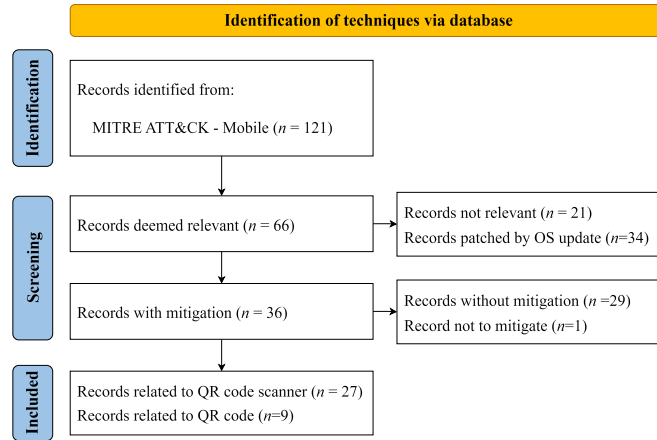 Identification of techniques via database
Identification
Records identified from:
MITRE ATT&CK - Mobile (n = 121)
Screening
Records deemed relevant (n = 66)
Records not relevant (n = 21)
Records patched by OS update (n=34)
Records with mitigation (n = 36)
Records without mitigation (n =29)
Record not to mitigate (n=1)
Included
Records related to QR code scanner (n = 27)
Records related to QR code (n=9)